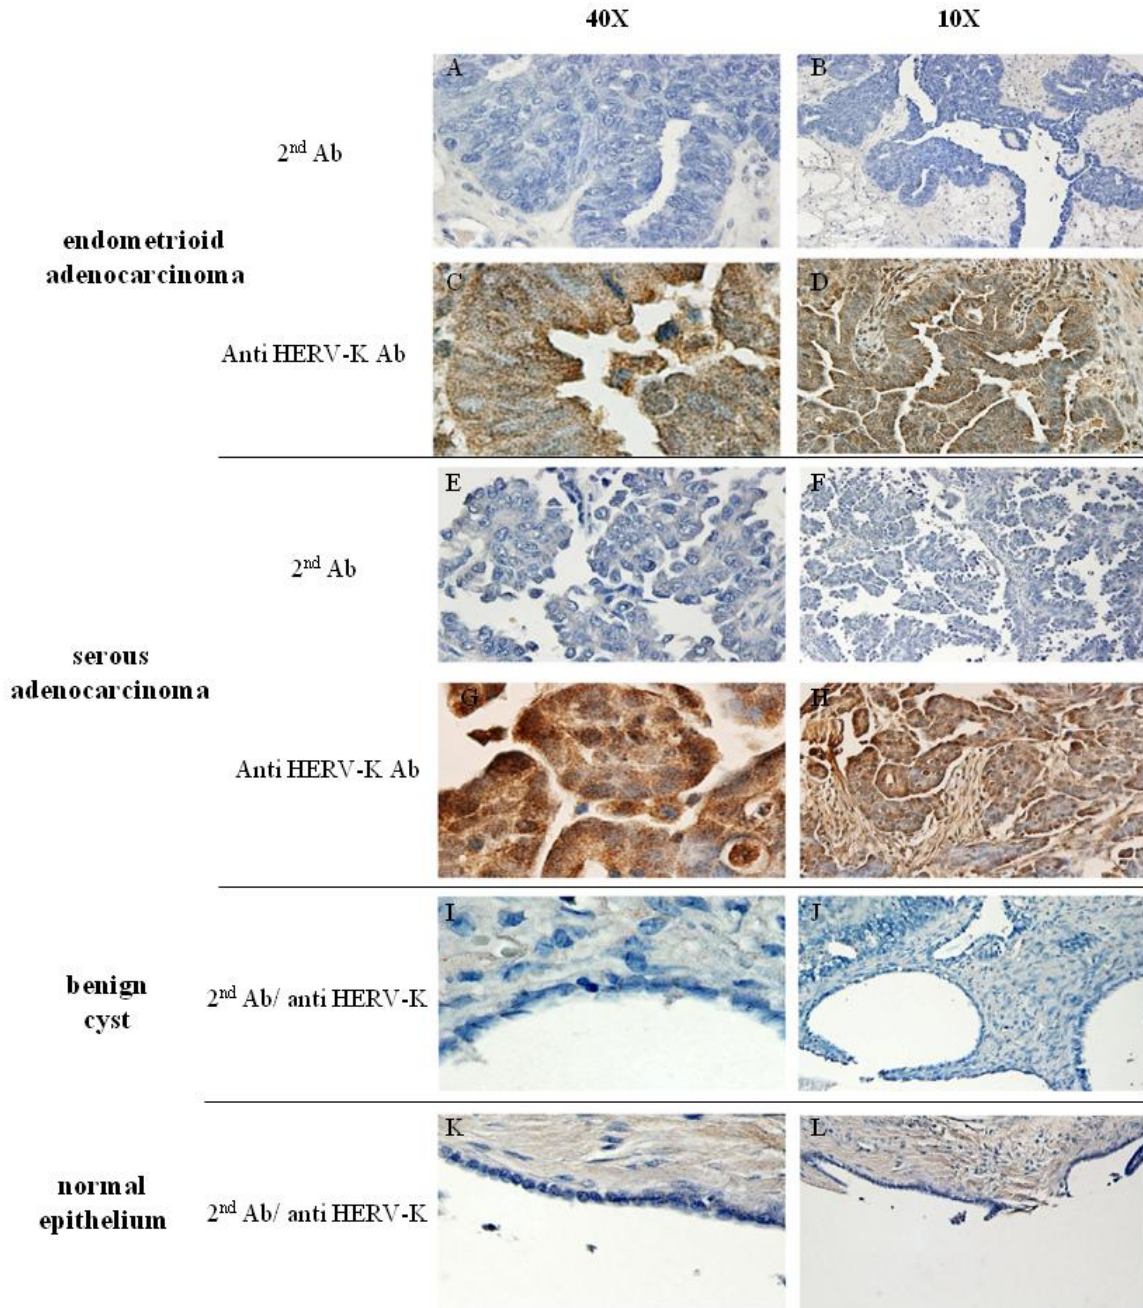 40X 10X
A B
2nd Ab
endometrioid
adenocarcinoma
C D
Anti HERV-K Ab
E F
2nd Ab
serous
adenocarcinoma
G H
Anti HERV-K Ab
I J
benign
cyst
2nd Ab/ anti HERV-K
K L
normal
epithelium
2nd Ab/ anti HERV-K